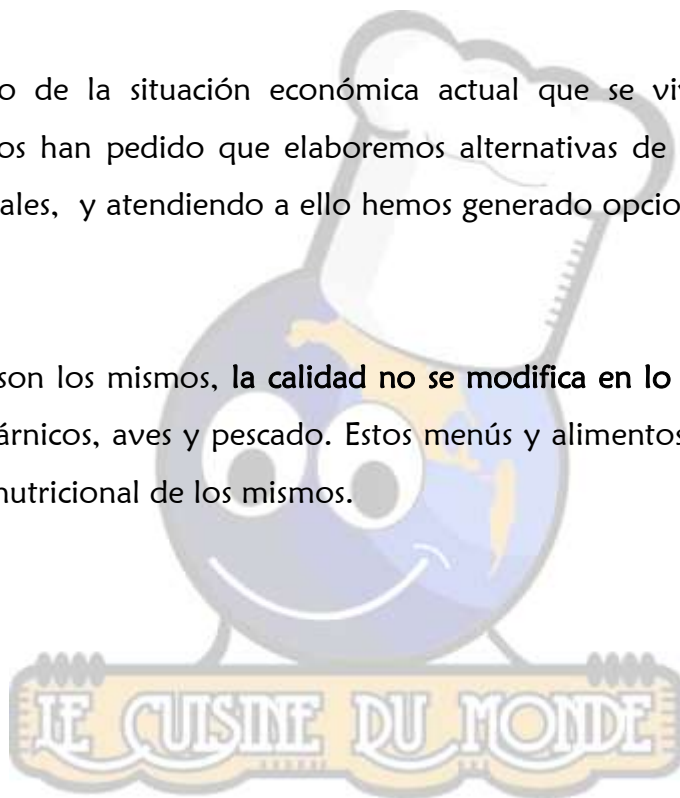 o de la situación económica actual que se viv
os han pedido que elaboremos alternativas de
ales, y atendiendo a ello hemos generado opcio
son los mismos, la calidad no se modifica en lo
árnicos, aves y pescado. Estos menús y alimentos
nutricional de los mismos.
LE CUISINE DU MONDE